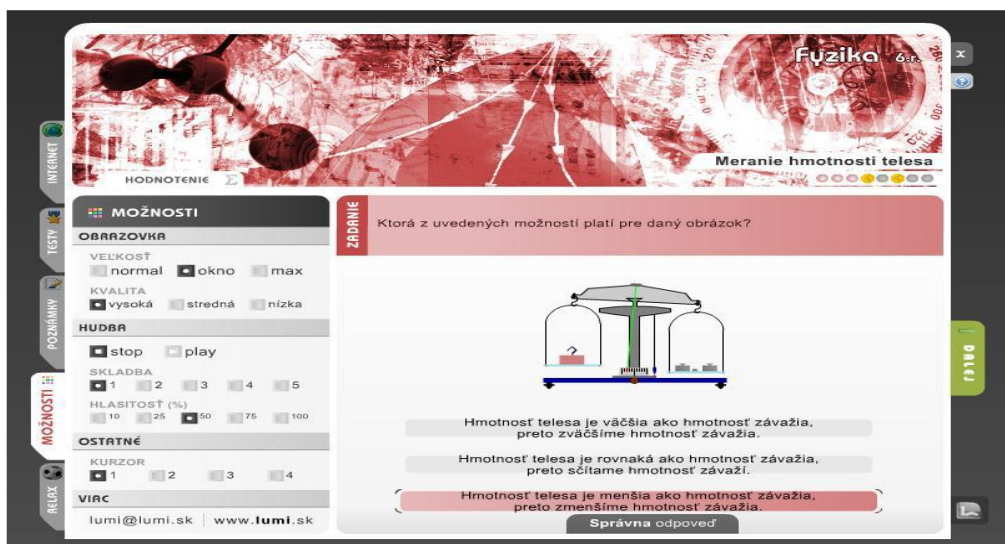 Fyzika 6.r.
x
?
Meranie hmotnosti telesa
HODNOTENIE Σ
INTERNET
TESTY
POZNÁMKY
MOŽNOSTI
RELAX
MOŽNOSTI
OBRAZOVKA
VEĽKOSŤ
normal okno max
KVALITA
vysoká stredná nízka
HUDBA
stop play
SKLADBA
1 2 3 4 5
HLASITOSŤ (%)
10 25 50 75 100
OSTATNÉ
KURZOR
1 2 3 4
VIAC
lumi@lumi.sk www.lumi.sk
ZADANIE
Ktorá z uvedených možností platí pre daný obrázok?
?
Hmotnosť telesa je väčšia ako hmotnosť závažia,
preto zväčšíme hmotnosť závažia.
Hmotnosť telesa je rovnaká ako hmotnosť závažia,
preto sčítame hmotnosť závaží.
Hmotnosť telesa je menšia ako hmotnosť závažia,
preto zmenšíme hmotnosť závažia.
Správna odpoveď
ĎALEJ